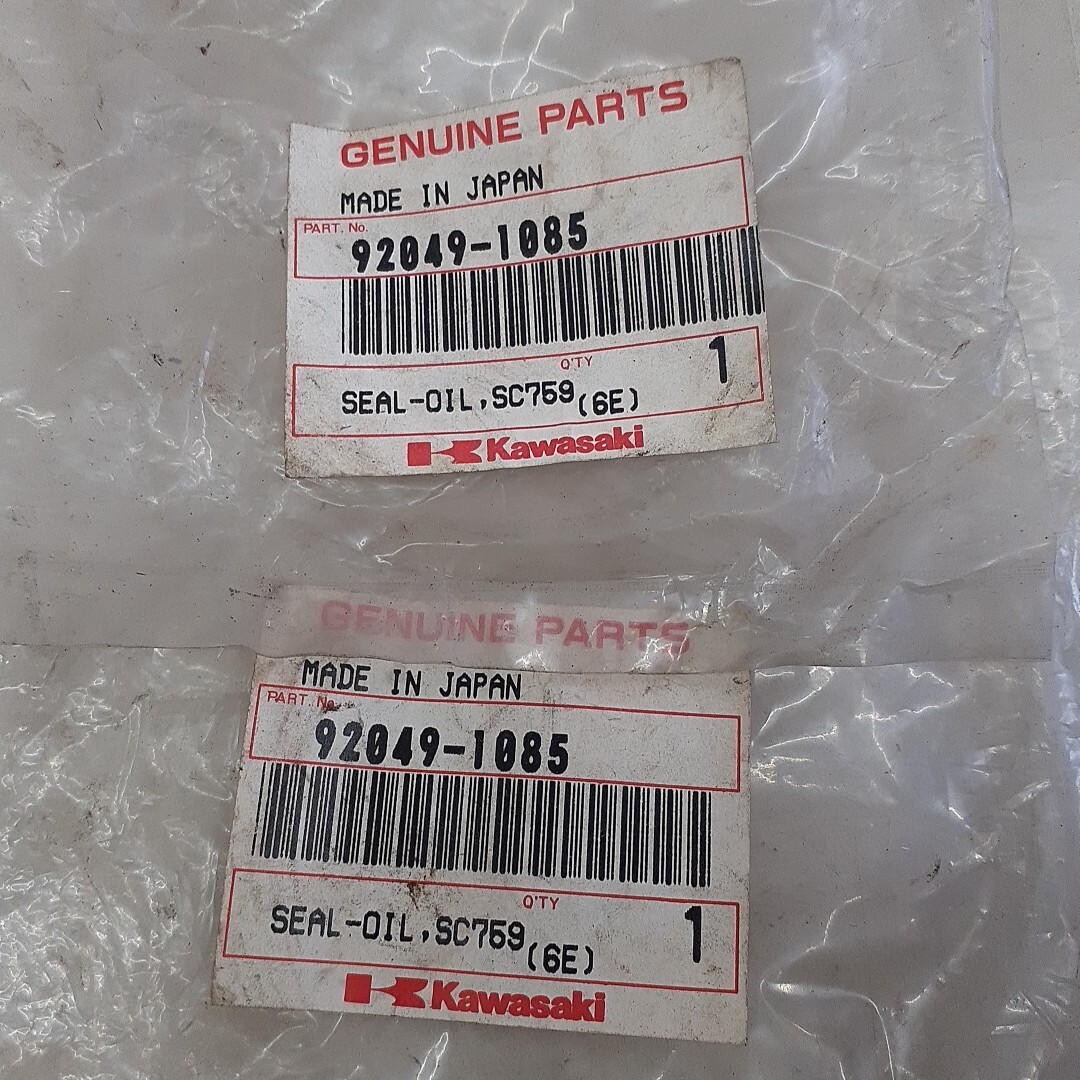 GENUINE PARTS
MADE IN JAPAN
PART. No.
92049-1085
Q'TY
SEAL-OIL,SC759(6E)
1
Kawasaki
GENUINE PARTS
MADE IN JAPAN
PART. No.
92049-1085
Q'TY
SEAL-OIL,SC759(6E)
1
Kawasaki